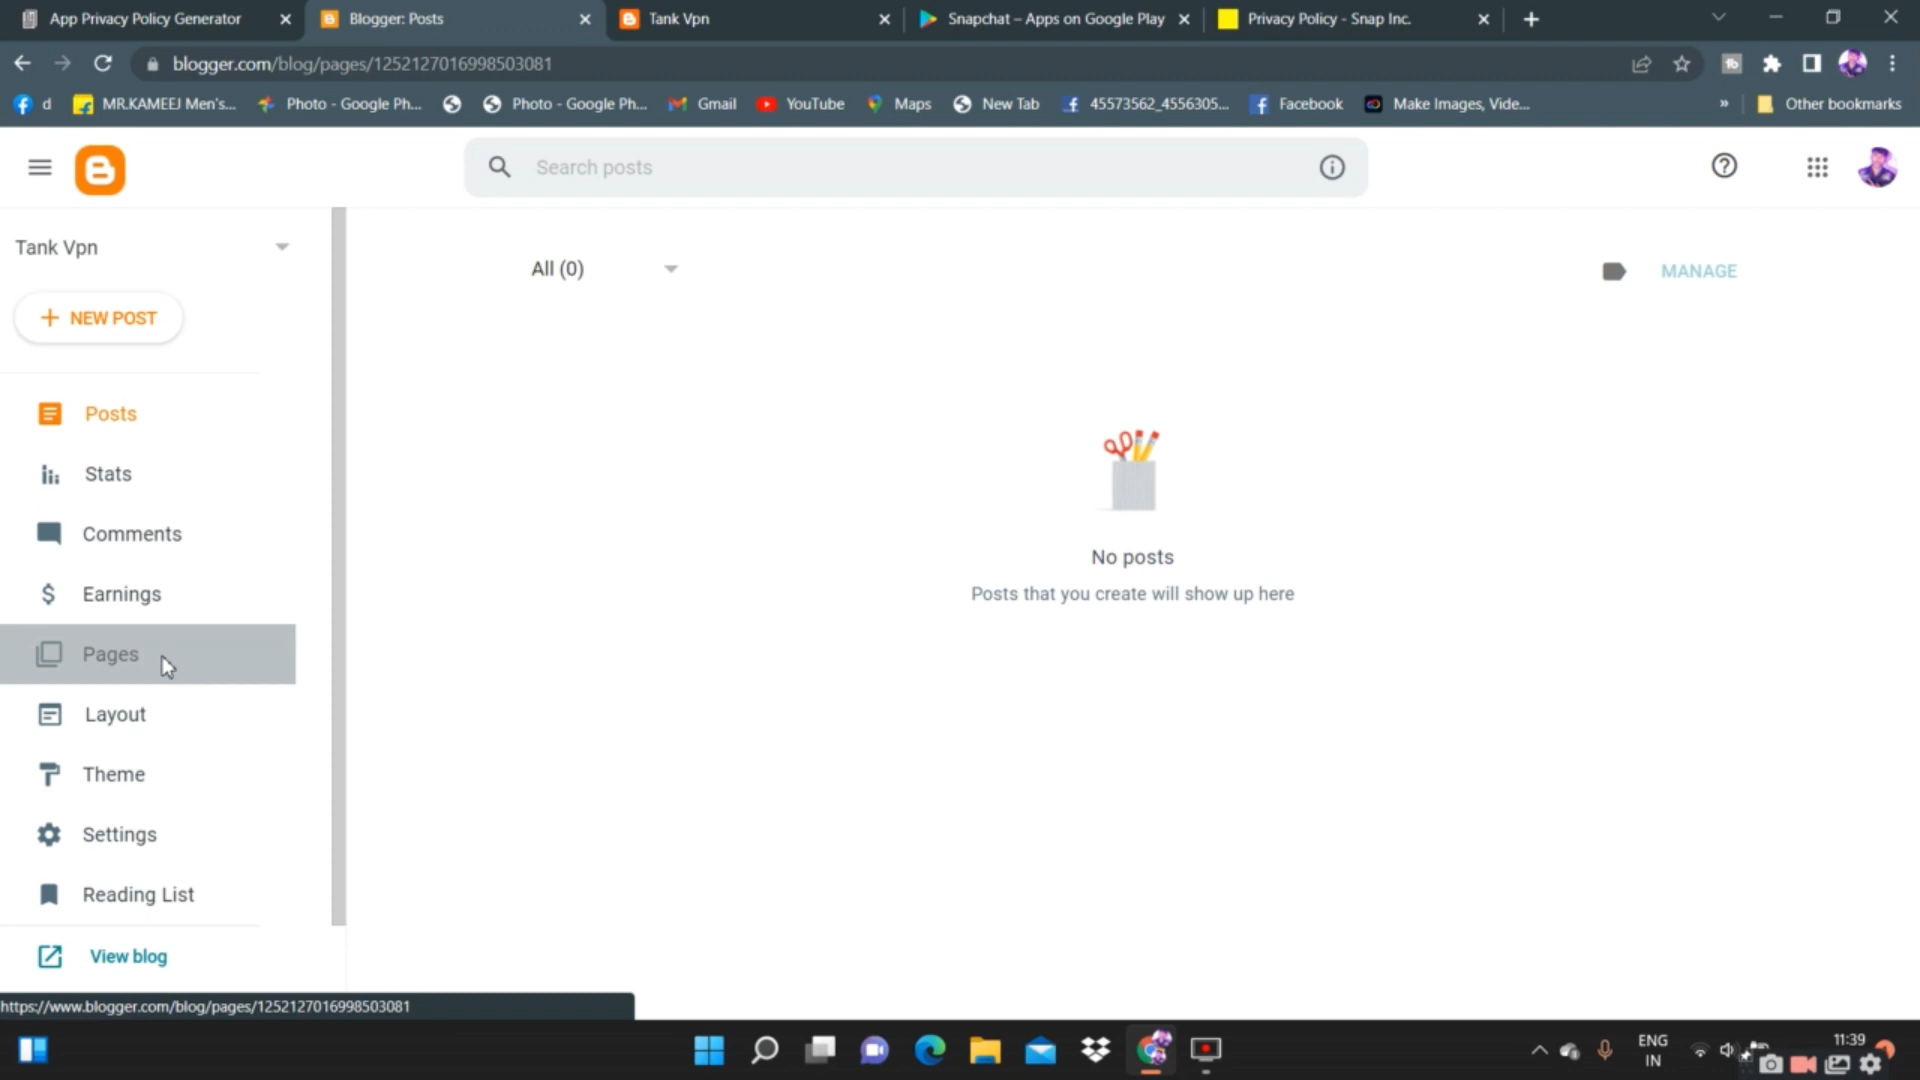 App Privacy Policy Generator
Blogger: Posts
Tank Vpn
Snapchat – Apps on Google Play
Privacy Policy - Snap Inc.
blogger.com/blog/pages/1252127016998503081
d
MR.KAMEEJ Men's...
Photo - Google Ph...
Photo - Google Ph...
Gmail
YouTube
Maps
New Tab
45573562_4556305...
Facebook
Make Images, Vide...
»
Other bookmarks
Search posts
Tank Vpn
All (0)
MANAGE
+ NEW POST
Posts
Stats
Comments
Earnings
Pages
Layout
Theme
Settings
Reading List
View blog
No posts
Posts that you create will show up here
https://www.blogger.com/blog/pages/1252127016998503081
ENG
IN
11:39